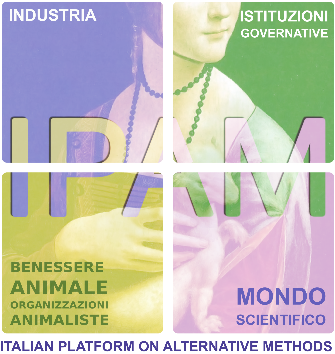 INDUSTRIA
ISTITUZIONI
GOVERNATIVE
IPAM
BENESSERE
ANIMALE
ORGANIZZAZIONI
ANIMALISTE
MONDO
SCIENTIFICO
ITALIAN PLATFORM ON ALTERNATIVE METHODS